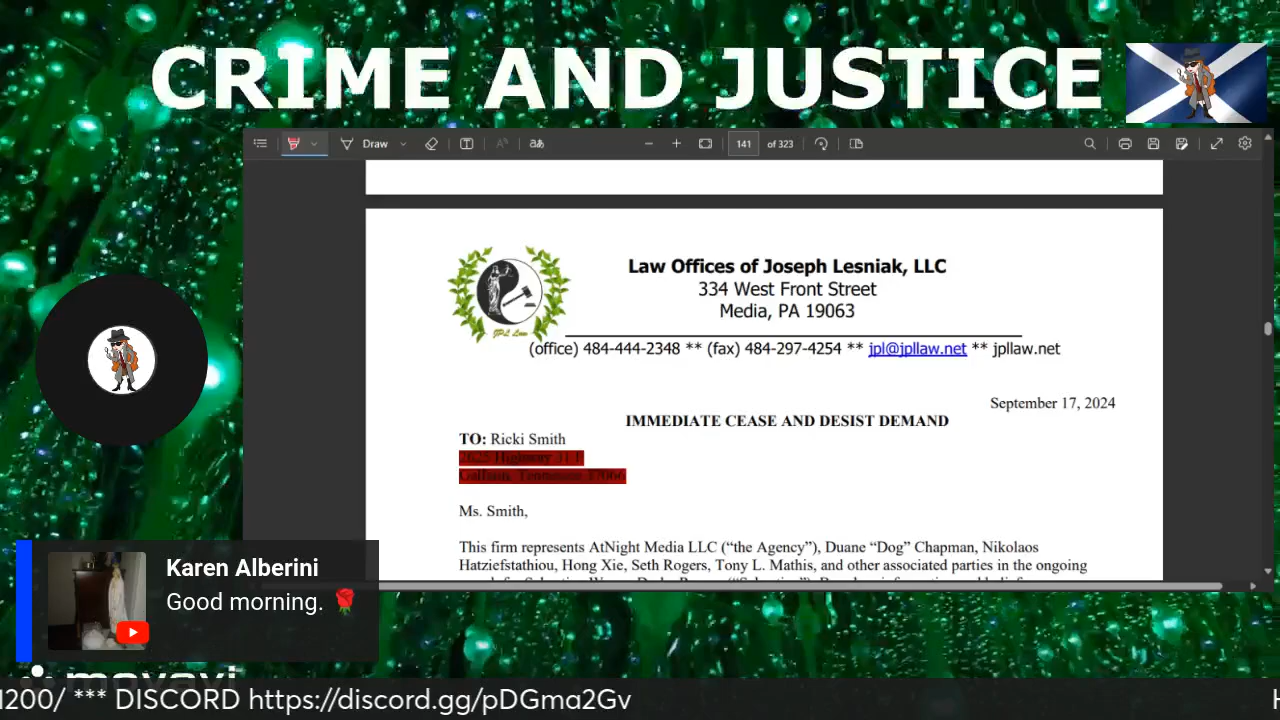 CRIME AND JUSTICE
Draw
141 of 323
Law Offices of Joseph Lesniak, LLC
334 West Front Street
Media, PA 19063
JPL Law
(office) 484-444-2348 ** (fax) 484-297-4254 ** jpl@jpllaw.net ** jpllaw.net
September 17, 2024
IMMEDIATE CEASE AND DESIST DEMAND
TO: Ricki Smith
Ms. Smith,
This firm represents AtNight Media LLC (“the Agency”), Duane “Dog” Chapman, Nikolaos
Hatziefstathiou, Hong Xie, Seth Rogers, Tony L. Mathis, and other associated parties in the ongoing
Karen Alberini
Good morning. 🌹
1200/ *** DISCORD https://discord.gg/pDGma2Gv